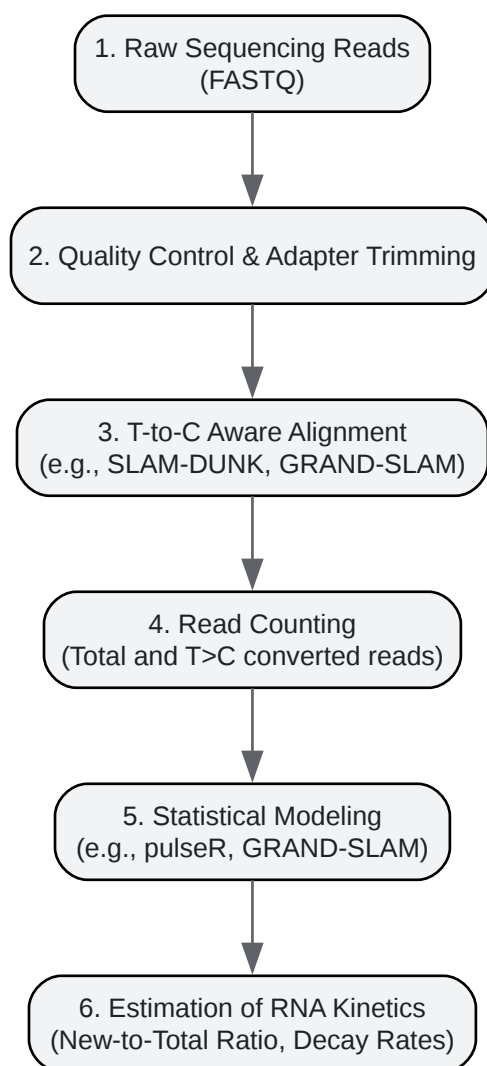 1. Raw Sequencing Reads
(FASTQ)
2. Quality Control & Adapter Trimming
3. T-to-C Aware Alignment
(e.g., SLAM-DUNK, GRAND-SLAM)
4. Read Counting
(Total and T>C converted reads)
5. Statistical Modeling
(e.g., pulseR, GRAND-SLAM)
6. Estimation of RNA Kinetics
(New-to-Total Ratio, Decay Rates)